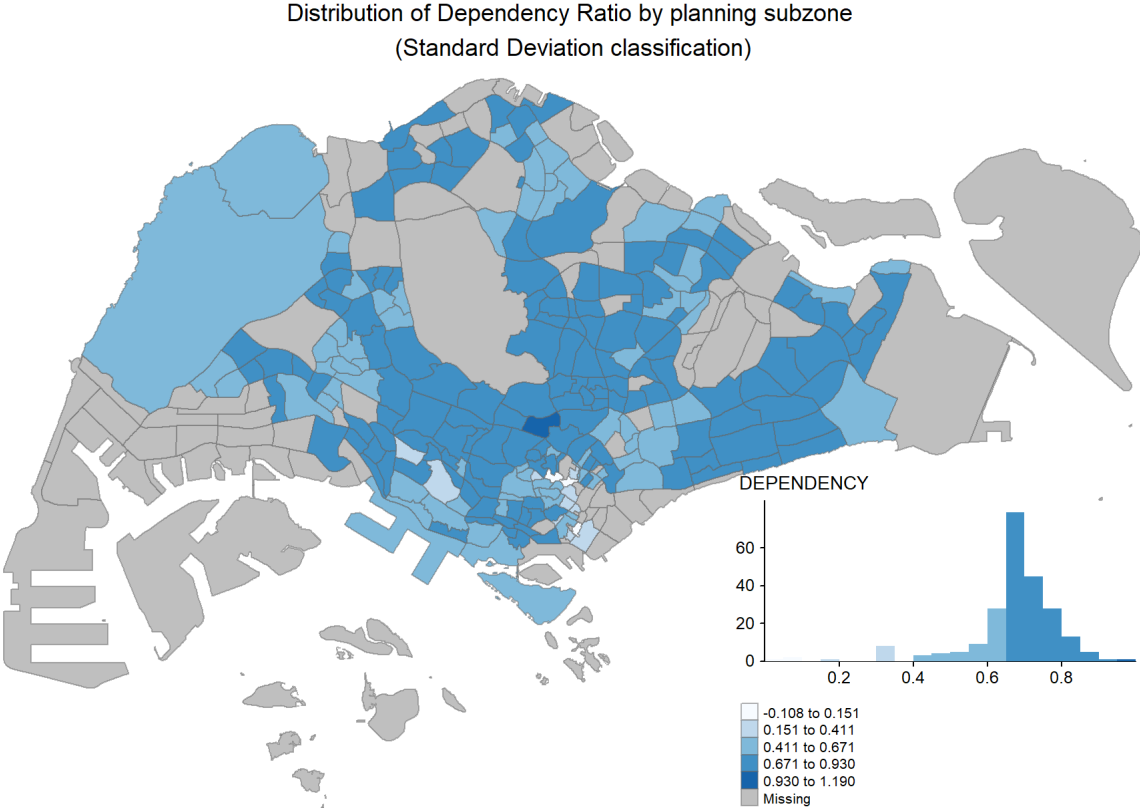 Distribution of Dependency Ratio by planning subzone
(Standard Deviation classification)
DEPENDENCY
60
40
20
0
0.2 0.4 0.6 0.8
-0.108 to 0.151
0.151 to 0.411
0.411 to 0.671
0.671 to 0.930
0.930 to 1.190
Missing